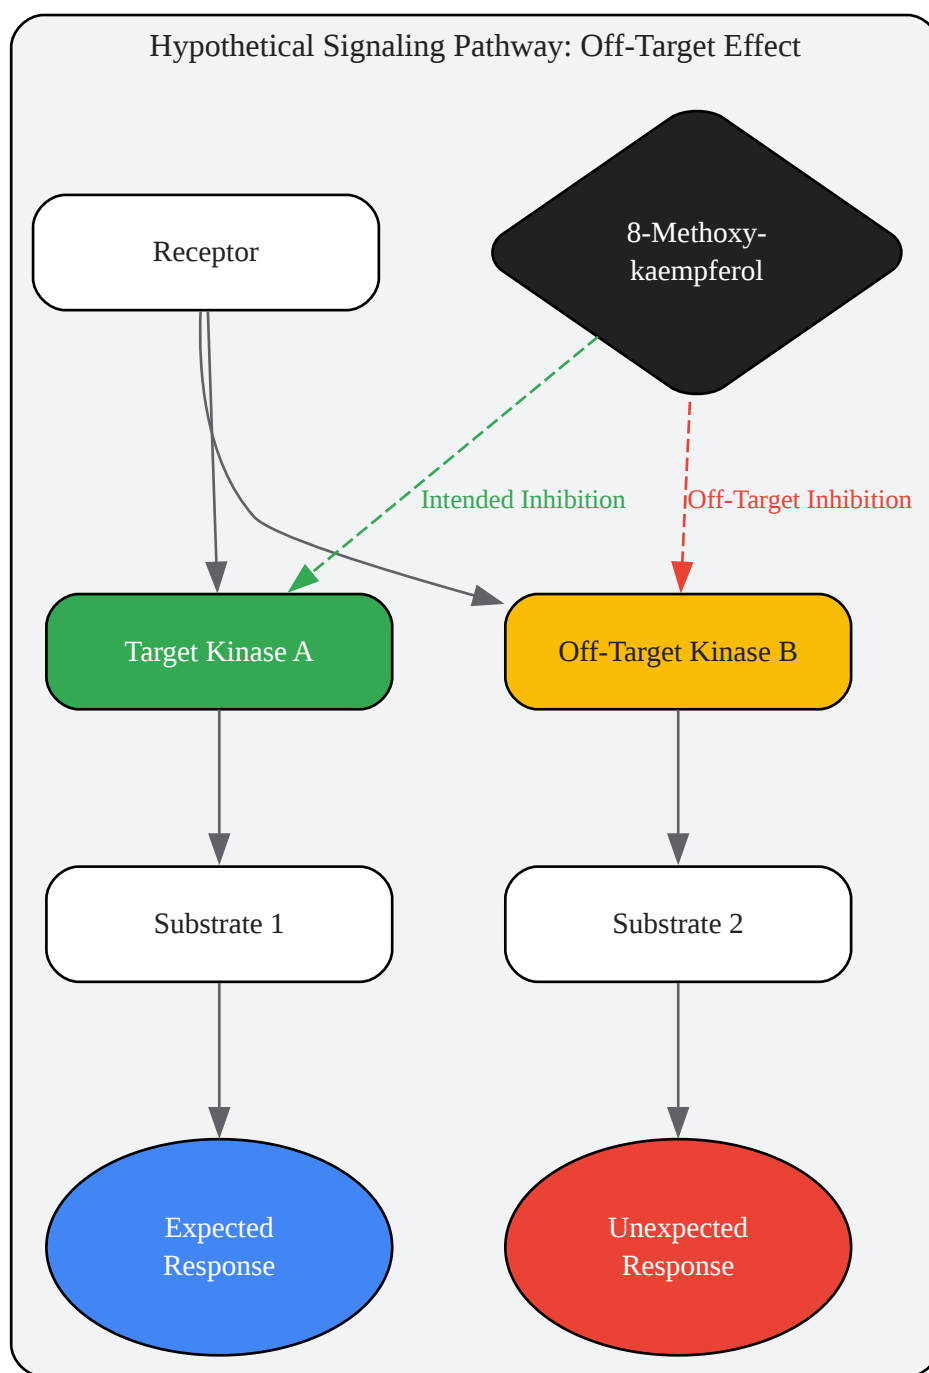 Hypothetical Signaling Pathway: Off-Target Effect
Receptor
8-Methoxy-
kaempferol
Intended Inhibition
Off-Target Inhibition
Target Kinase A
Off-Target Kinase B
Substrate 1
Substrate 2
Expected
Response
Unexpected
Response